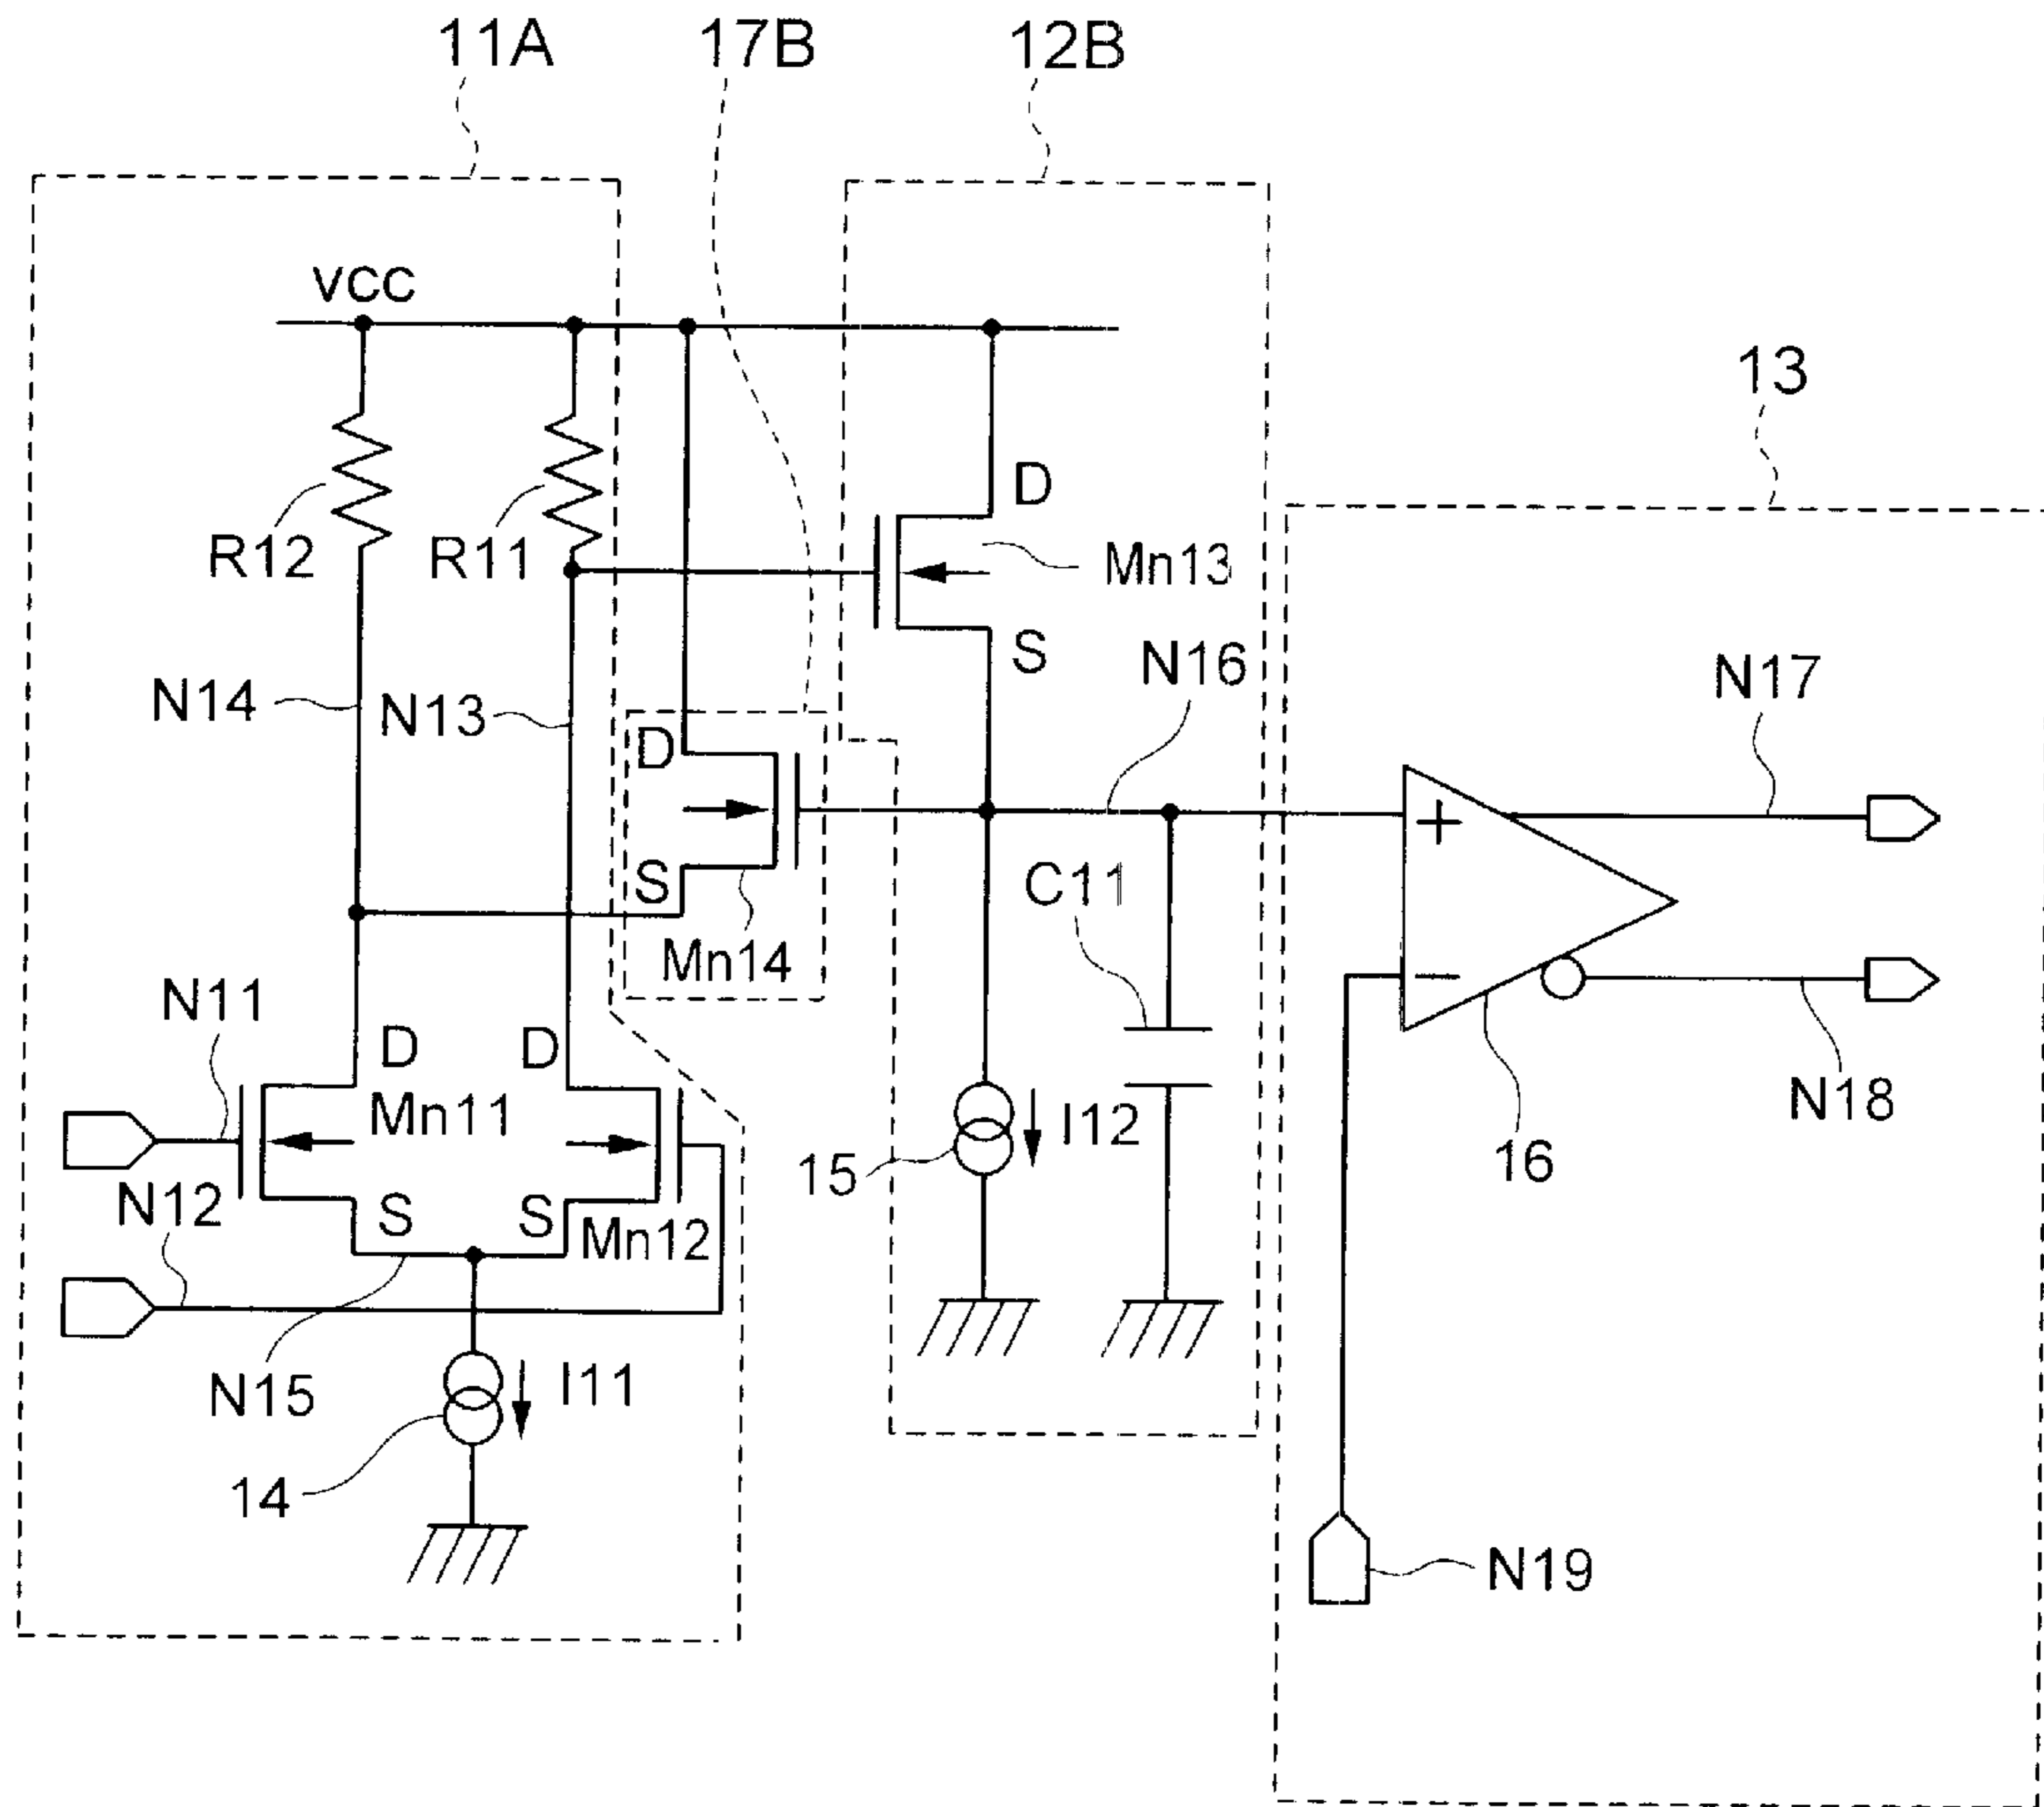 11A 17B 12B
VCC
13
D
R12 R11 Mn13
S
N14 N13 N16 N17
D
S C11
+
Mn14
−
N11
D D
Mn11 I12 N18
15 16
N12 S S Mn12
N15 I11
14
N19